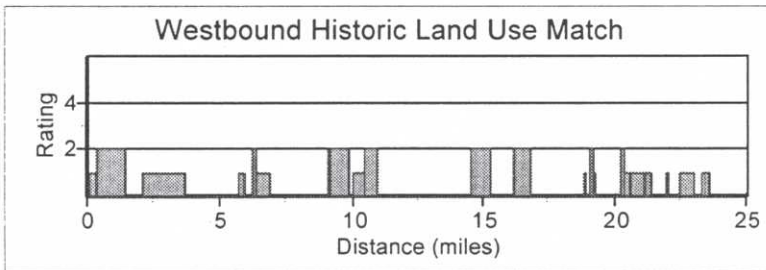 Westbound Historic Land Use Match
Rating
4
2
0 5 10 15 20 25
Distance (miles)